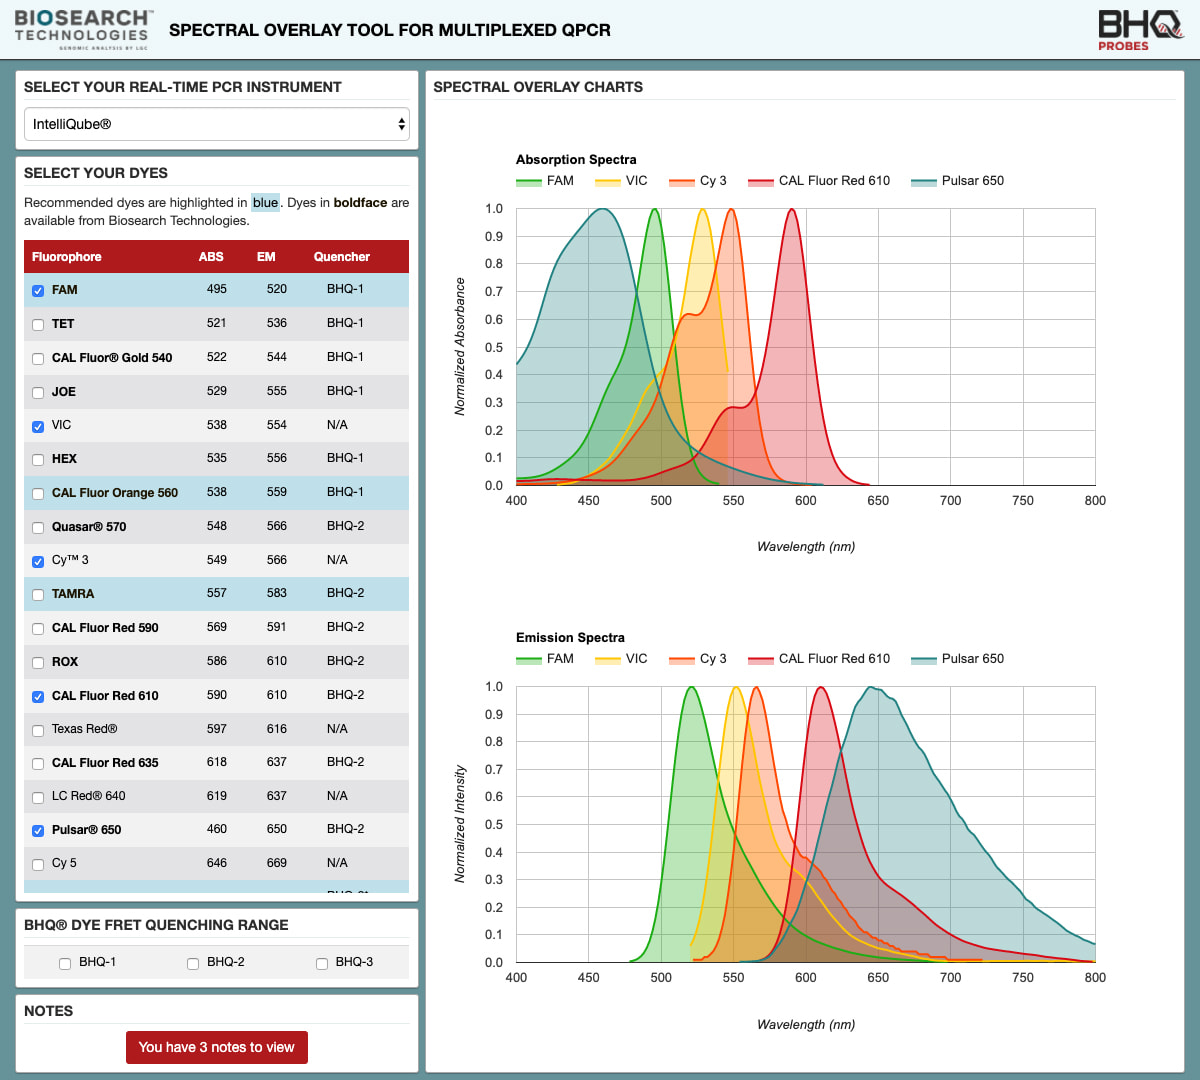 BIOSEARCH™
TECHNOLOGIES
GENOMIC ANALYSIS BY LGC
SPECTRAL OVERLAY TOOL FOR MULTIPLEXED QPCR
BHQ
PROBES
SELECT YOUR REAL-TIME PCR INSTRUMENT
IntelliQube®
SELECT YOUR DYES
Recommended dyes are highlighted in blue. Dyes in boldface are
available from Biosearch Technologies.
Fluorophore ABS EM Quencher
FAM 495 520 BHQ-1
TET 521 536 BHQ-1
CAL Fluor® Gold 540 522 544 BHQ-1
JOE 529 555 BHQ-1
VIC 538 554 N/A
HEX 535 556 BHQ-1
CAL Fluor Orange 560 538 559 BHQ-1
Quasar® 570 548 566 BHQ-2
Cy™ 3 549 566 N/A
TAMRA 557 583 BHQ-2
CAL Fluor Red 590 569 591 BHQ-2
ROX 586 610 BHQ-2
CAL Fluor Red 610 590 610 BHQ-2
Texas Red® 597 616 N/A
CAL Fluor Red 635 618 637 BHQ-2
LC Red® 640 619 637 N/A
Pulsar® 650 460 650 BHQ-2
Cy 5 646 669 N/A
BHQ® DYE FRET QUENCHING RANGE
BHQ-1 BHQ-2 BHQ-3
NOTES
You have 3 notes to view
SPECTRAL OVERLAY CHARTS
Absorption Spectra
FAM VIC Cy 3 CAL Fluor Red 610 Pulsar 650
1.0
0.9
0.8
0.7
0.6
0.5
0.4
0.3
0.2
0.1
0.0
Normalized Absorbance
400 450 500 550 600 650 700 750 800
Wavelength (nm)
Emission Spectra
FAM VIC Cy 3 CAL Fluor Red 610 Pulsar 650
1.0
0.9
0.8
0.7
0.6
0.5
0.4
0.3
0.2
0.1
0.0
Normalized Intensity
400 450 500 550 600 650 700 750 800
Wavelength (nm)